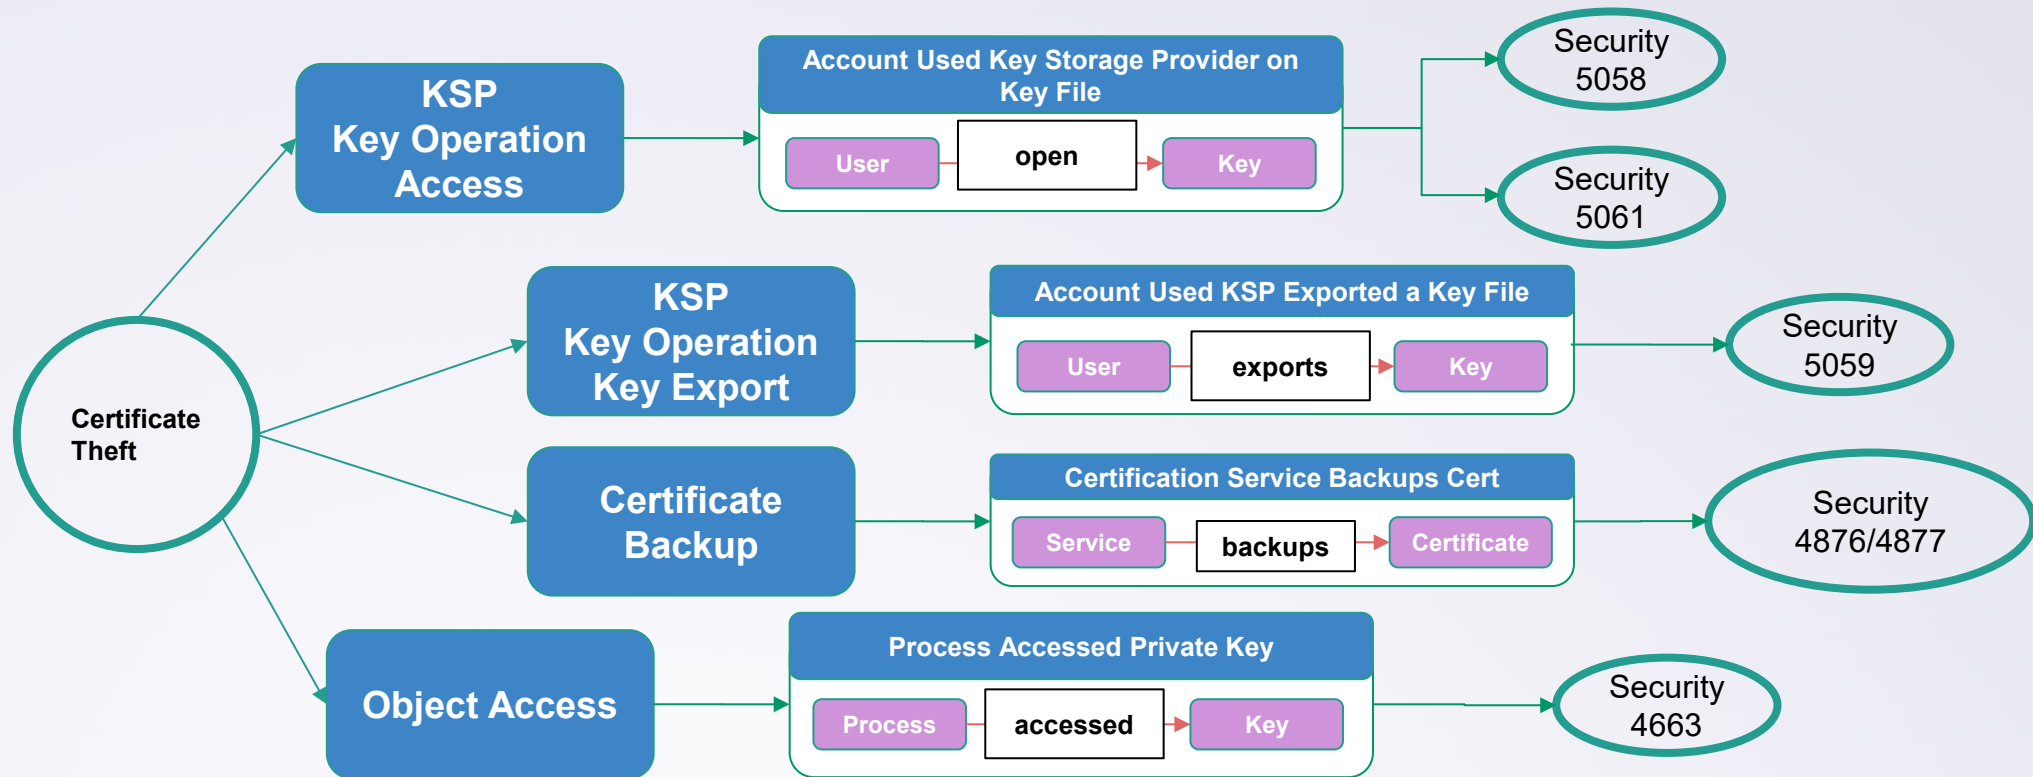 KSP
Key Operation
Access
Account Used Key Storage Provider on
Key File
User
open
Key
Security
5058
Security
5061
KSP
Key Operation
Key Export
Account Used KSP Exported a Key File
User
exports
Key
Security
5059
Certificate
Theft
Certificate
Backup
Certification Service Backups Cert
Service
backups
Certificate
Security
4876/4877
Object Access
Process Accessed Private Key
Process
accessed
Key
Security
4663